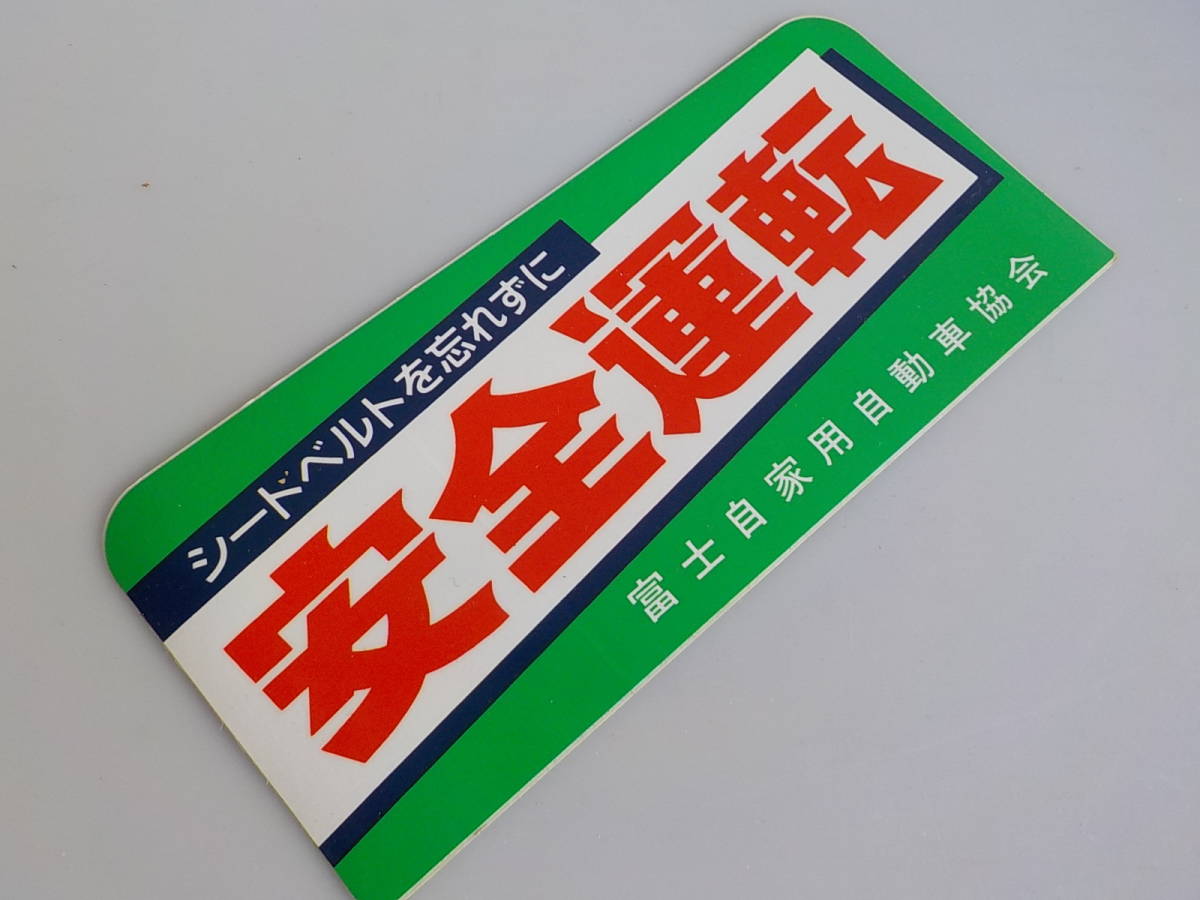 シートベルトを忘れずに
安全運転
富士自家用自動車協会